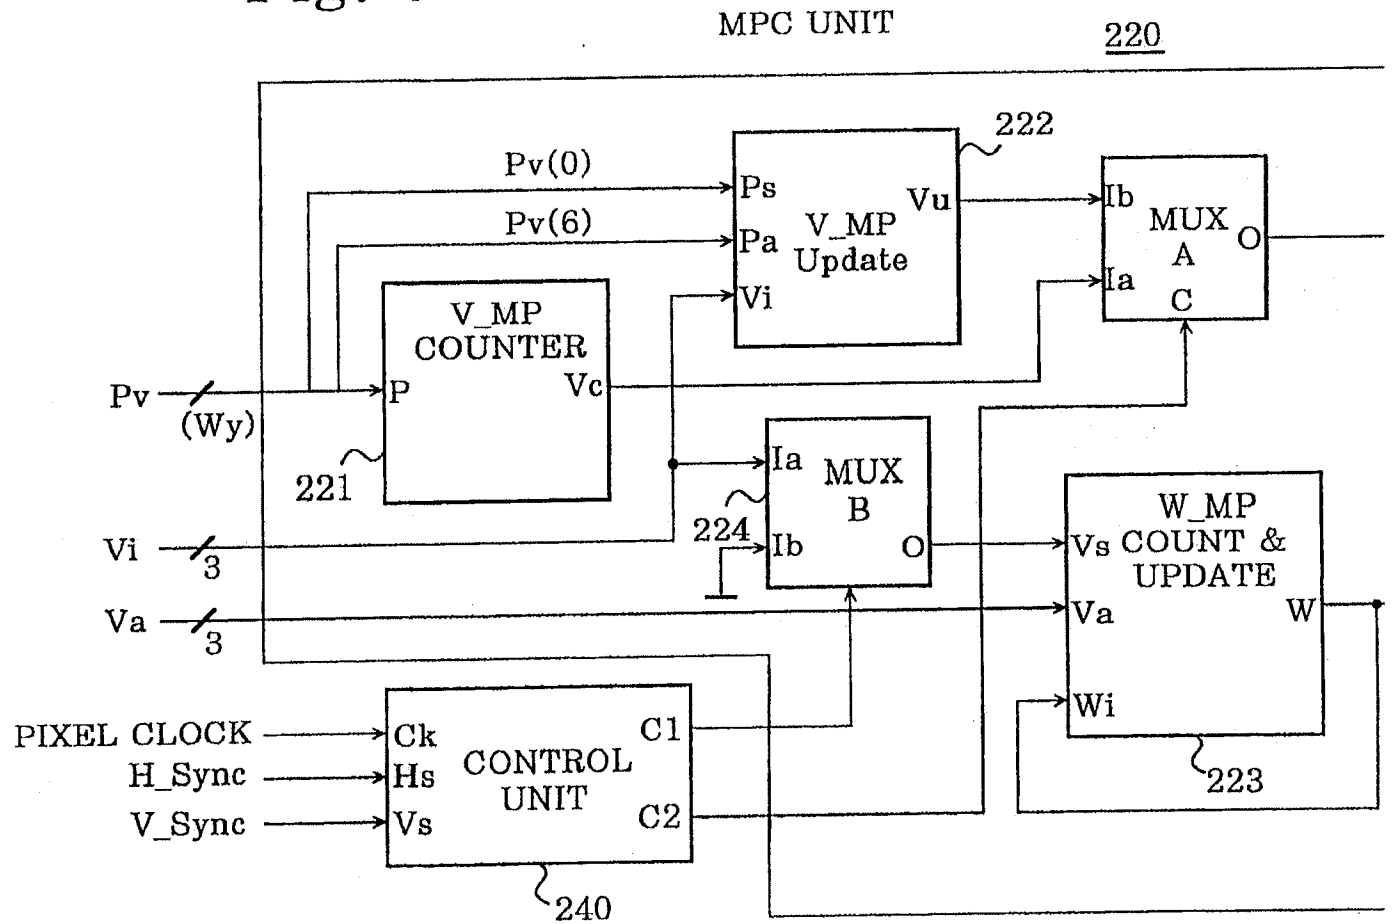 MPC UNIT
220
222
Pv(0)
Ps
Vu
Ib
Pv(6)
Pa
V_MP
Update
MUX
A
O
Vi
Ia
C
V_MP
COUNTER
Pv
P
Vc
(Wy)
221
Ia
MUX
B
224
Ib
O
W_MP
Vs
COUNT &
UPDATE
Vi
3
Va
3
Va
W
Wi
PIXEL CLOCK
Ck
C1
H_Sync
Hs
CONTROL
UNIT
223
V_Sync
Vs
C2
240